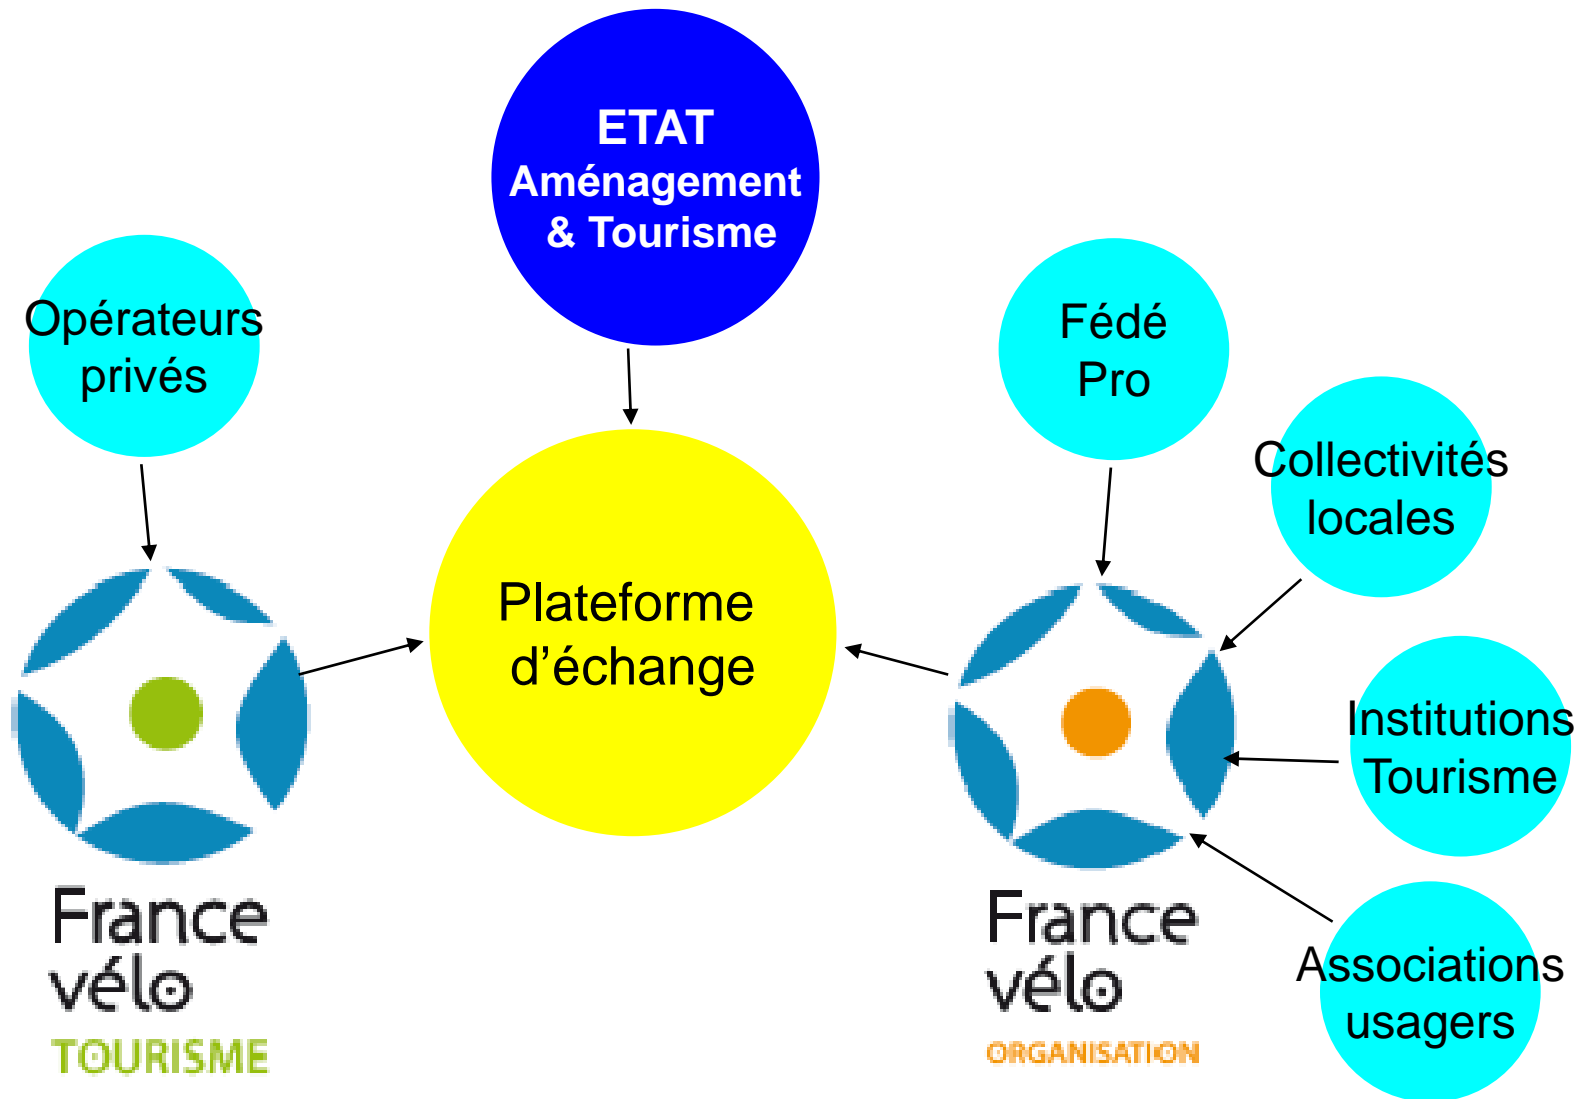 ETAT
Aménagement
& Tourisme
Opérateurs
privés
Fédé
Pro
Collectivités
locales
Plateforme
d’échange
Institutions
Tourisme
France
vélo
TOURISME
France
vélo
ORGANISATION
Associations
usagers